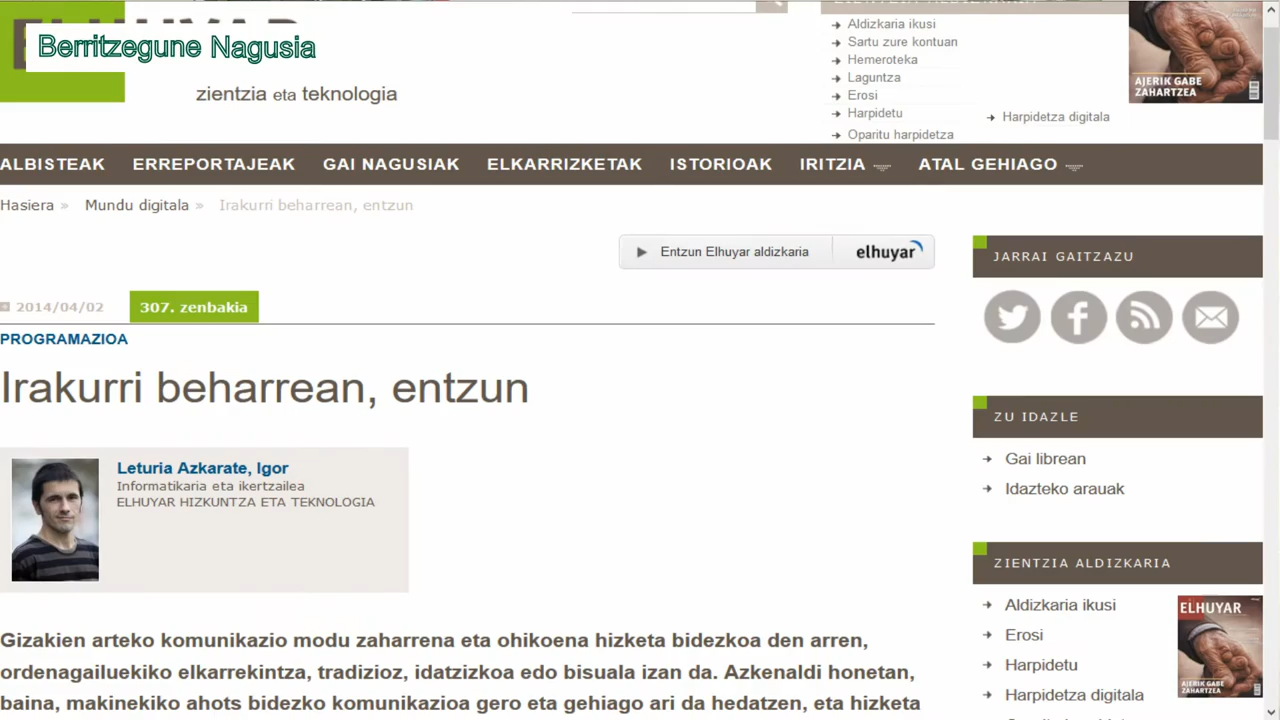 ELHUYAR
Berritzegune Nagusia
zientzia eta teknologia
Aldizkaria ikusi
Sartu zure kontuan
Hemeroteka
Laguntza
Erosi
Harpidetu
Oparitu harpidetza
Harpidetza digitala
AJERIK GABE
ZAHARTZEA
ALBISTEAK ERREPORTAJEAK GAI NAGUSIAK ELKARRIZKETAK ISTORIOAK IRITZIA ATAL GEHIAGO
Hasiera » Mundu digitala » Irakurri beharrean, entzun
Entzun Elhuyar aldizkaria elhuyar
2014/04/02 307. zenbakia
PROGRAMAZIOA
Irakurri beharrean, entzun
Leturia Azkarate, Igor
Informatikaria eta ikertzailea
ELHUYAR HIZKUNTZA ETA TEKNOLOGIA
Gizakien arteko komunikazio modu zaharrena eta ohikoena hizketa bidezkoa den arren,
ordenagailuekiko elkarrekintza, tradizioz, idatzizkoa edo bisuala izan da. Azkenaldi honetan,
baina, makinekiko ahots bidezko komunikazioa gero eta gehiago ari da hedatzen, eta hizketa
JARRAI GAITZAZU
ZU IDAZLE
Gai librean
Idazteko arauak
ZIENTZIA ALDIZKARIA
Aldizkaria ikusi
Erosi
Harpidetu
Harpidetza digitala
ELHUYAR
AJERIK GABE
ZAHARTZEA